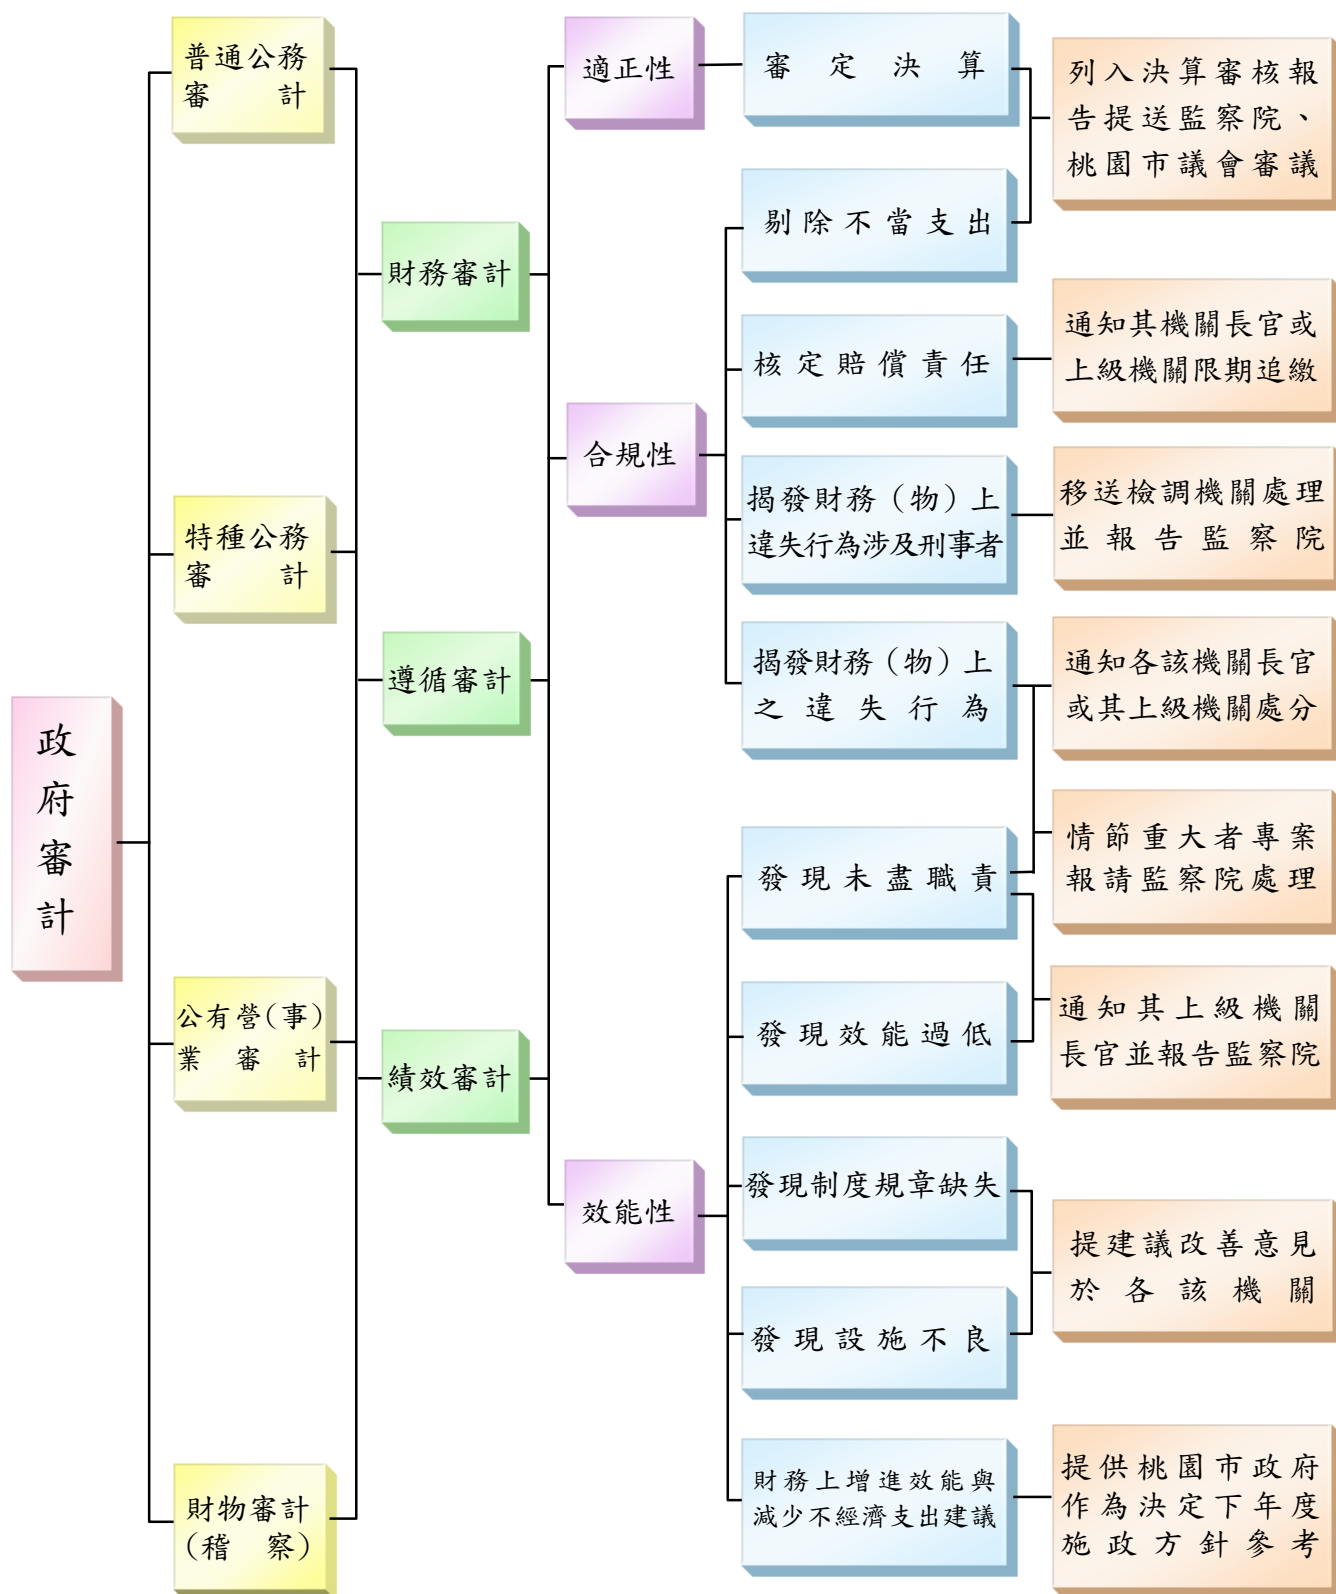 政
府
審
計
普通公務
審計
特種公務
審計
公有營(事)
業審計
財物審計
(稽察)
財務審計
遵循審計
績效審計
適正性
合規性
效能性
審定決算
剔除不當支出
核定賠償責任
揭發財務(物)上
違失行為涉及刑事者
揭發財務(物)上
之違失行為
發現未盡職責
發現效能過低
發現制度規章缺失
發現設施不良
財務上增進效能與
減少不經濟支出建議
列入決算審核報
告提送監察院、
桃園市議會審議
通知其機關長官或
上級機關限期追繳
移送檢調機關處理
並報告監察院
通知各該機關長官
或其上級機關處分
情節重大者專案
報請監察院處理
通知其上級機關
長官並報告監察院
提建議改善意見
於各該機關
提供桃園市政府
作為決定下年度
施政方針參考